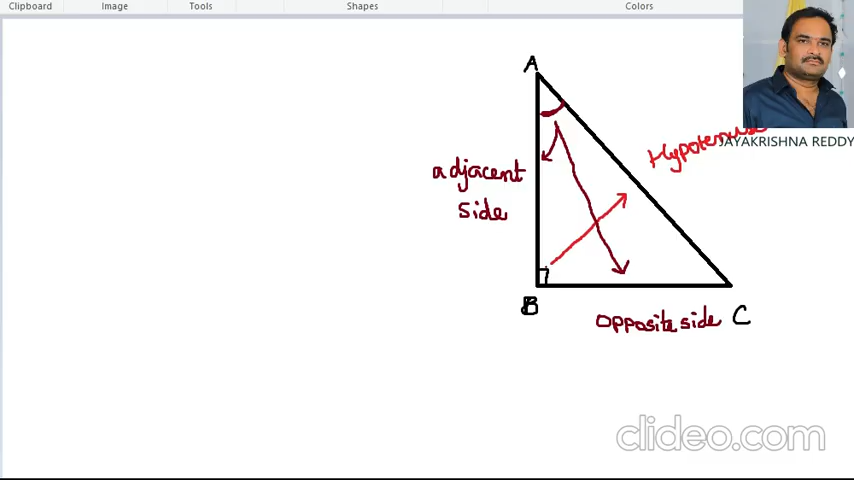 Clipboard
Image
Tools
Shapes
Colors
A
JAYAKRISHNA REDDY
Hypotenuse
adjacent
side
B
Opposite side
C
clideo.com